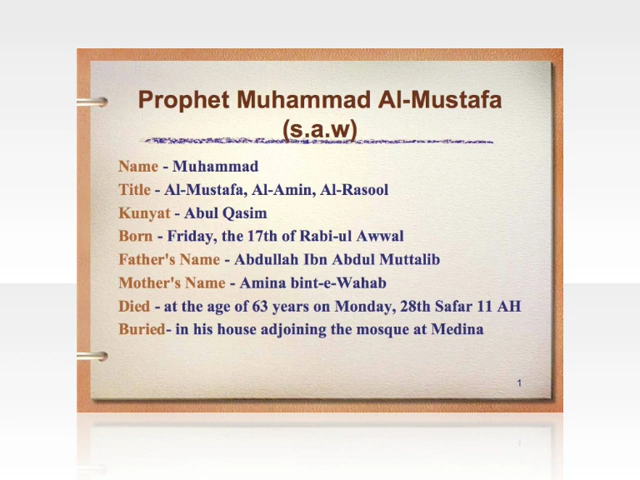 Prophet Muhammad Al-Mustafa
(s.a.w)
Name - Muhammad
Title - Al-Mustafa, Al-Amin, Al-Rasool
Kunyat - Abul Qasim
Born - Friday, the 17th of Rabi-ul Awwal
Father's Name - Abdullah Ibn Abdul Muttalib
Mother's Name - Amina bint-e-Wahab
Died - at the age of 63 years on Monday, 28th Safar 11 AH
Buried- in his house adjoining the mosque at Medina
1